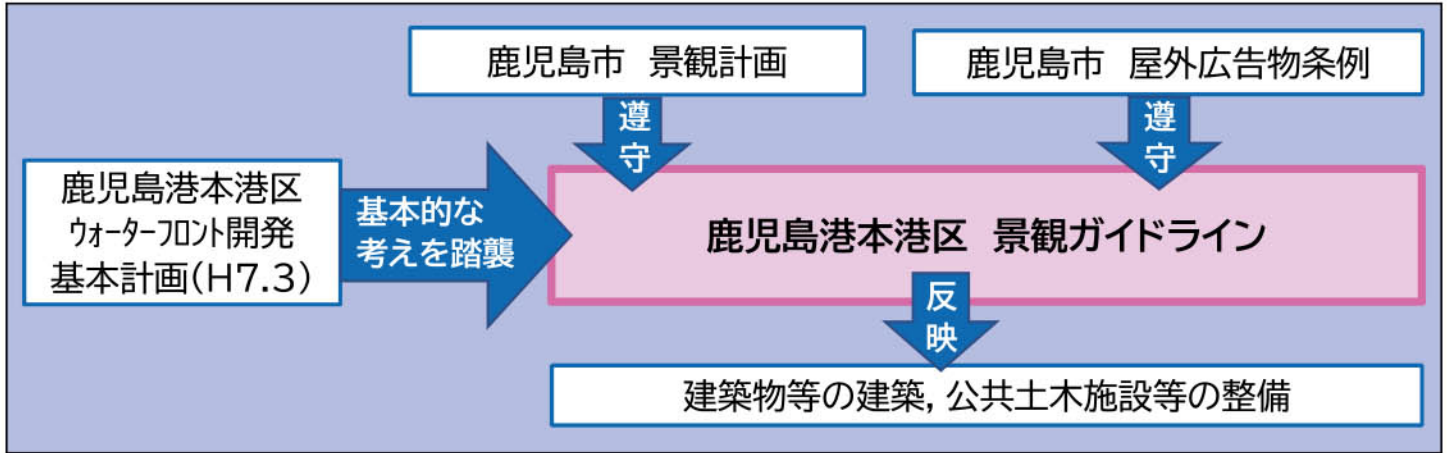 鹿児島市 景観計画
鹿児島市 屋外広告物条例
遵守
遵守
鹿児島港本港区
ウォーターフロント開発
基本計画(H7.3)
基本的な
考えを踏襲
鹿児島港本港区 景観ガイドライン
反映
建築物等の建築，公共土木施設等の整備